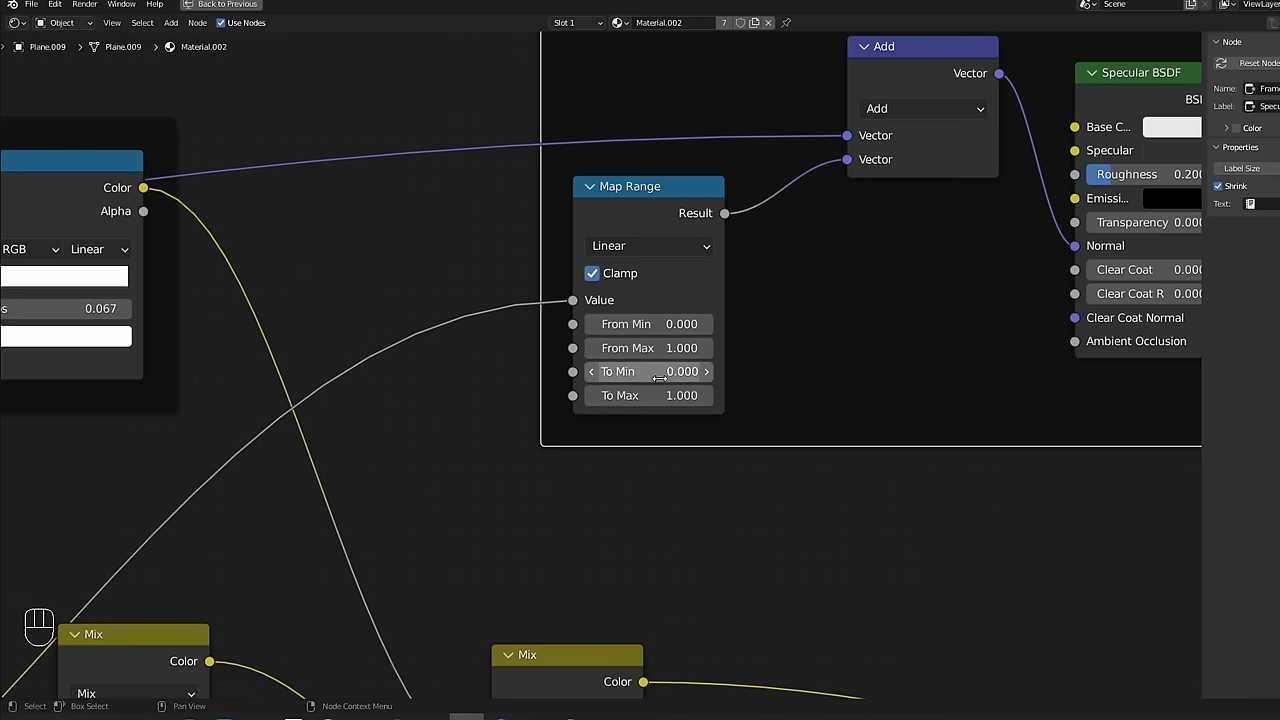 File Edit Render Window Help Back to Previous Scene ViewLayer
Object View Select Add Node Use Nodes Slot 1 Material.002 7
Plane.009 Plane.009 Material.002
Node
Reset Node
Name: Fram
Label: Specu
Color
Properties
Label Size
Shrink
Text:
Color
Alpha
RGB Linear
0.067
Map Range
Result
Linear
Clamp
Value
From Min 0.000
From Max 1.000
To Min 0.000
To Max 1.000
Add
Vector
Add
Vector
Vector
Specular BSDF
BSI
Base C...
Specular
Roughness 0.200
Emissi...
Transparency 0.000
Normal
Clear Coat 0.000
Clear Coat R 0.000
Clear Coat Normal
Ambient Occlusion
Mix
Color
Mix
Mix
Color
Select Box Select Pan View Node Context Menu